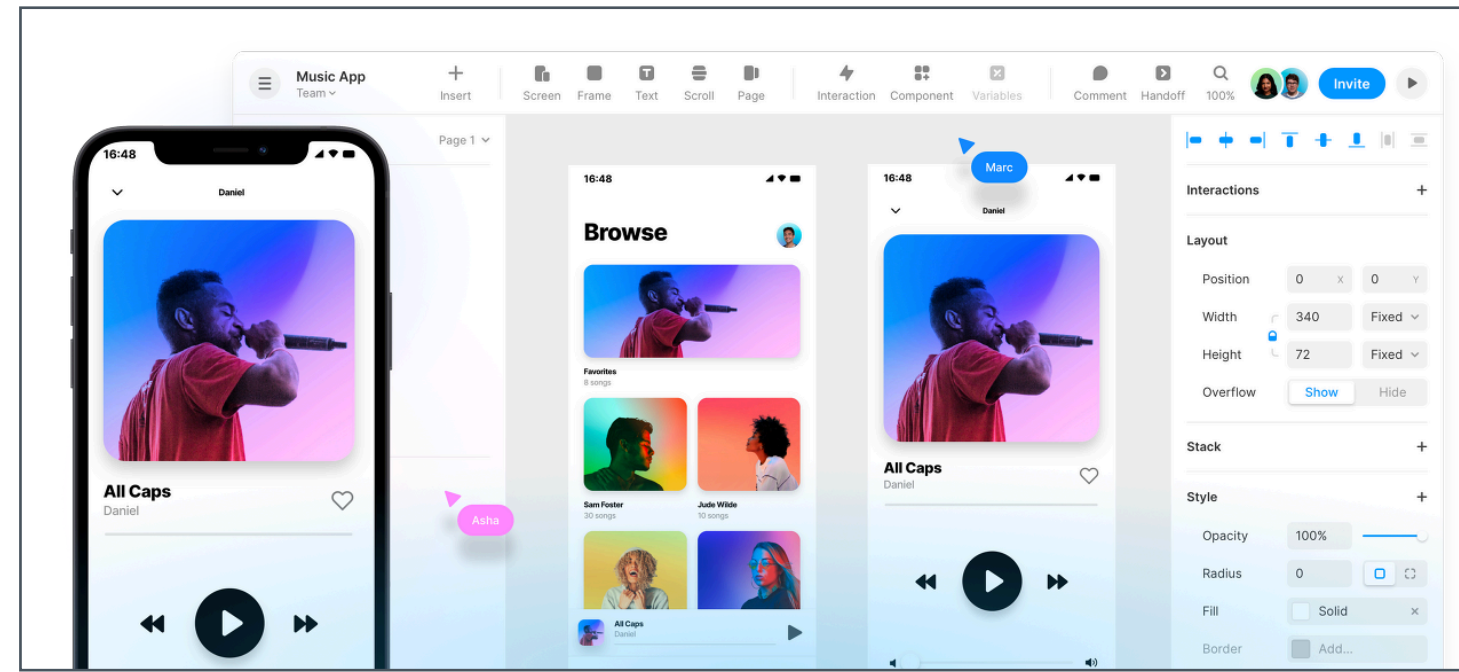 Music App
Team
Insert
Screen
Frame
Text
Scroll
Page
Interaction
Component
Variables
Comment
Handoff
100%
Invite
Page 1
16:48
Daniel
All Caps
Daniel
Asha
16:48
Browse
Favorites
8 songs
Sam Foster
30 songs
Jude Wilde
10 songs
All Caps
Daniel
Marc
16:48
Daniel
All Caps
Daniel
Interactions
Layout
Position 0 X 0 Y
Width 340 Fixed
Height 72 Fixed
Overflow Show Hide
Stack
Style
Opacity 100%
Radius 0
Fill Solid
Border Add...